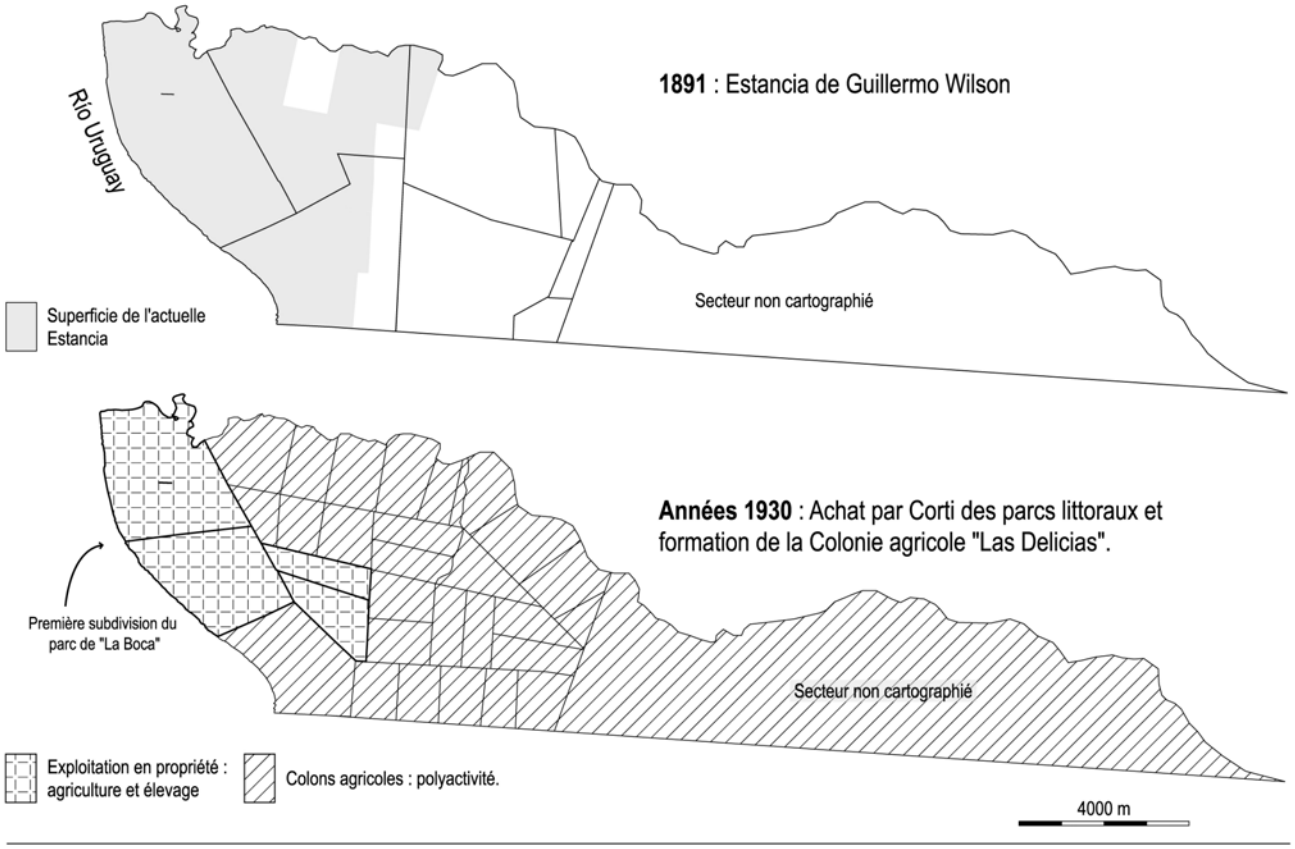 1891 : Estancia de Guillermo Wilson
Río Uruguay
Secteur non cartographié
Superficie de l'actuelle
Estancia
Années 1930 : Achat par Corti des parcs littoraux et
formation de la Colonie agricole "Las Delicias".
Première subdivision du
parc de "La Boca"
Secteur non cartographié
Exploitation en propriété :
agriculture et élevage
Colons agricoles : polyactivité.
4000 m